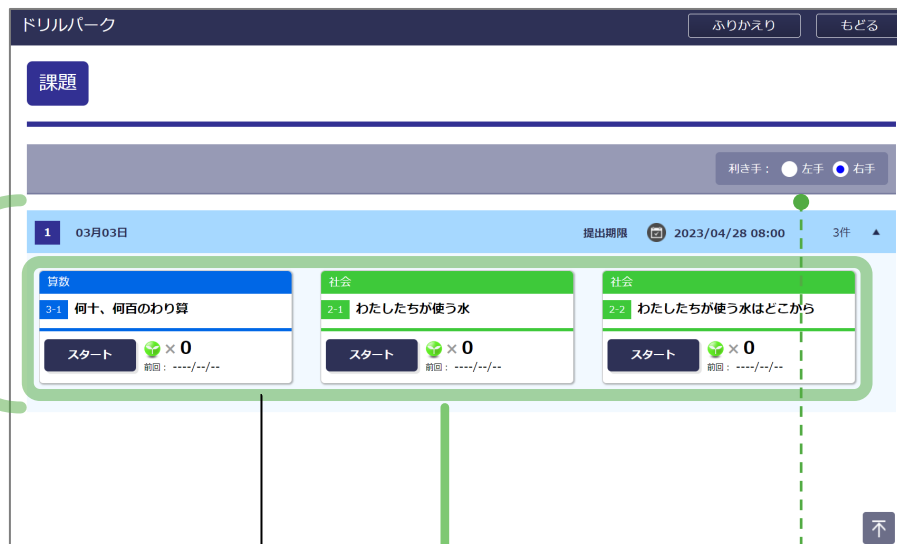 ドリルパーク ふりかえり もどる
課題
利き手： 左手 右手
1 03月03日 提出期限 2023/04/28 08:00 3件 ▲
算数 社会 社会
3-1 何十、何百のわり算 2-1 わたしたちが使う水 2-2 わたしたちが使う水はどこから
スタート × 0 スタート × 0 スタート × 0
前回： ----/--/-- 前回： ----/--/-- 前回： ----/--/--